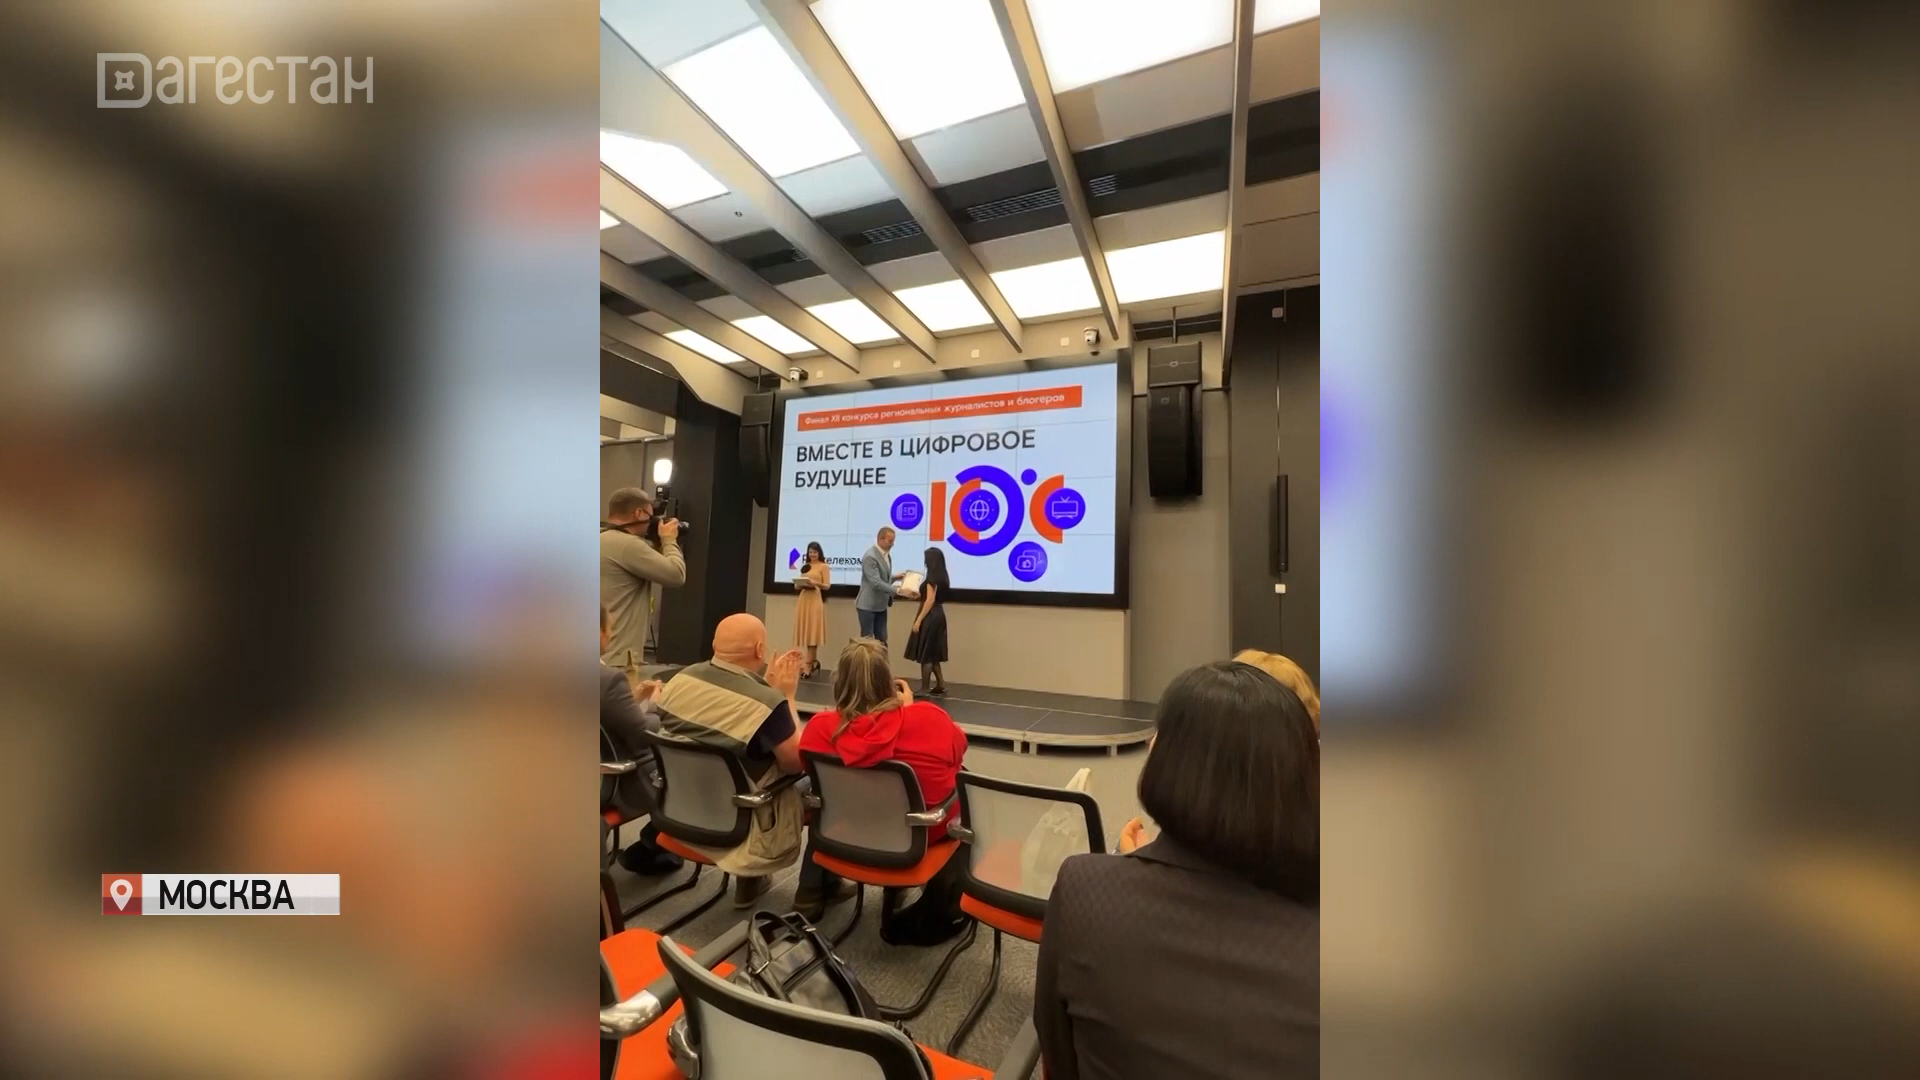 Дагестан
Финал XII конкурса региональных журналистов и блогеров
ВМЕСТЕ В ЦИФРОВОЕ
БУДУЩЕЕ
МОСКВА